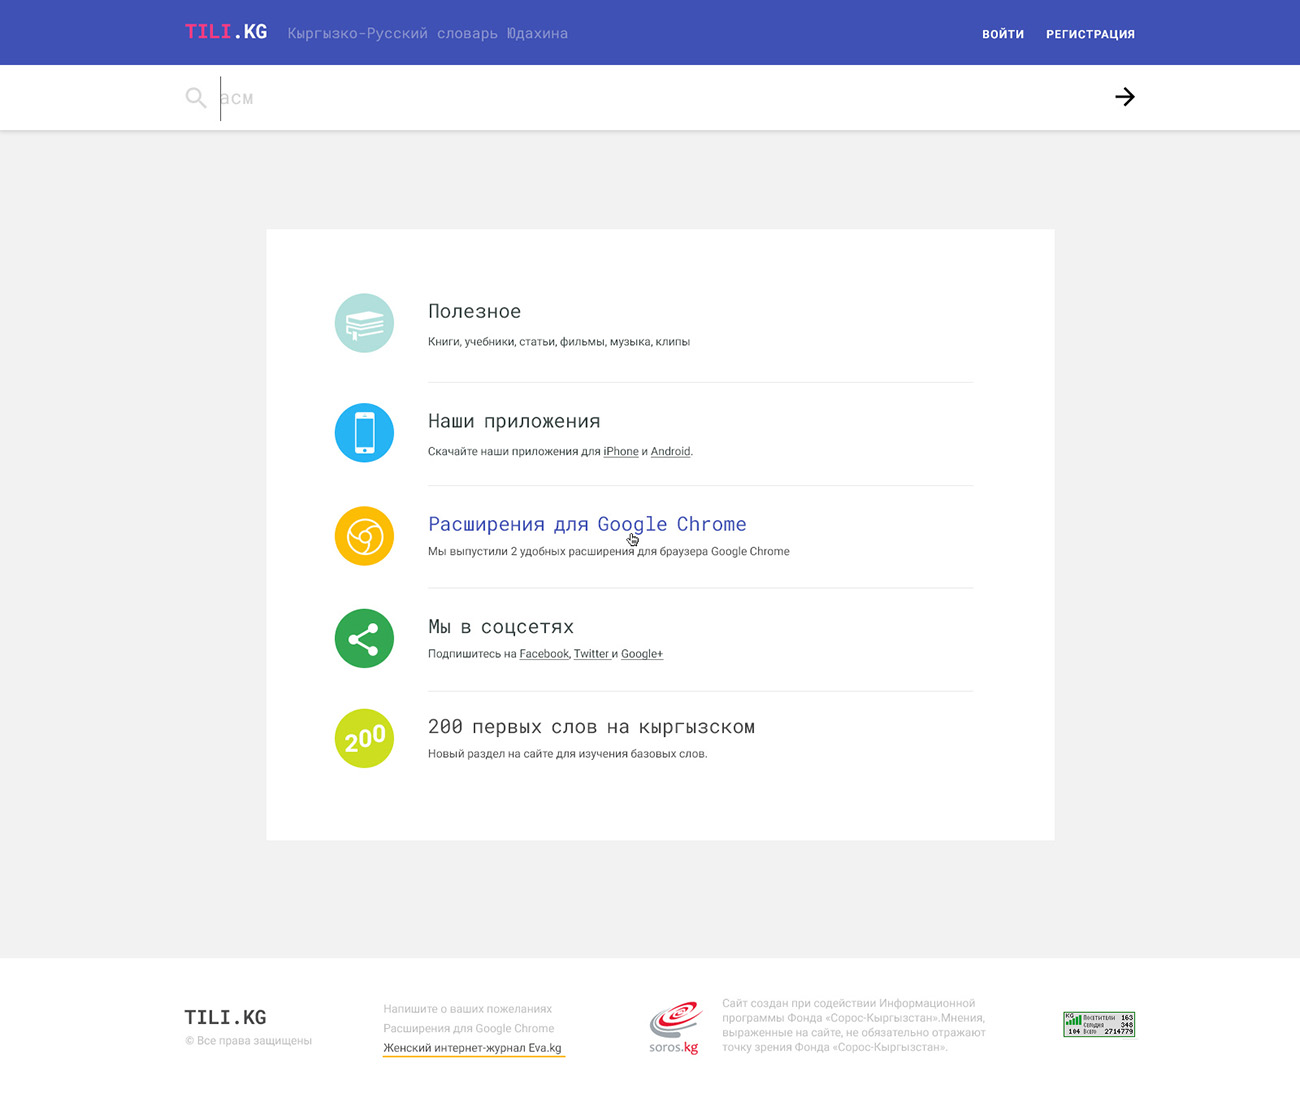 TILI.KG Кыргызко-Русский словарь Юдахина
ВОЙТИ РЕГИСТРАЦИЯ
асм
Полезное
Книги, учебники, статьи, фильмы, музыка, клипы
Наши приложения
Скачайте наши приложения для iPhone и Android.
Расширения для Google Chrome
Мы выпустили 2 удобных расширения для браузера Google Chrome
Мы в соцсетях
Подпишитесь на Facebook, Twitter и Google+
200
200 первых слов на кыргызском
Новый раздел на сайте для изучения базовых слов.
TILI.KG
© Все права защищены
Напишите о ваших пожеланиях
Расширения для Google Chrome
Женский интернет-журнал Eva.kg
soros.kg
Сайт создан при содействии Информационной
программы Фонда «Сорос-Кыргызстан».Мнения,
выраженные на сайте, не обязательно отражают
точку зрения Фонда «Сорос-Кыргызстан».
KG Посетители 163
Сегодня 348
104 Всего 2714779